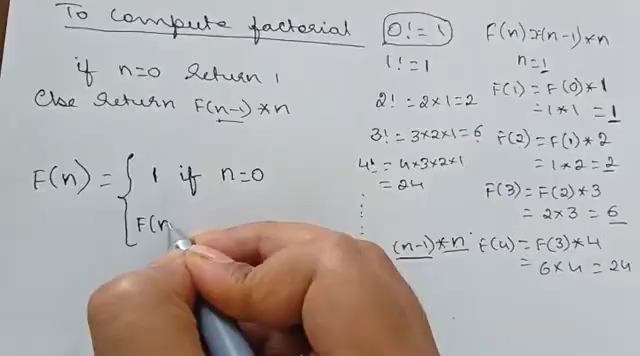 To compute factorial
if n=0 return 1
Else return F(n-1)*n
F(n) = { 1 if n=0
F(n
0! = 1
1! = 1
2! = 2×1=2
3! = 3×2×1=6
4! = 4×3×2×1
= 24
(n-1)*n
F(n)
(n-1)*n
n=1
F(1) = F(0)*1
= 1*1 = 1
F(2) = F(1)*2
= 1*2 = 2
F(3) = F(2)*3
= 2×3 = 6
F(4) = F(3)*4
= 6×4 = 24